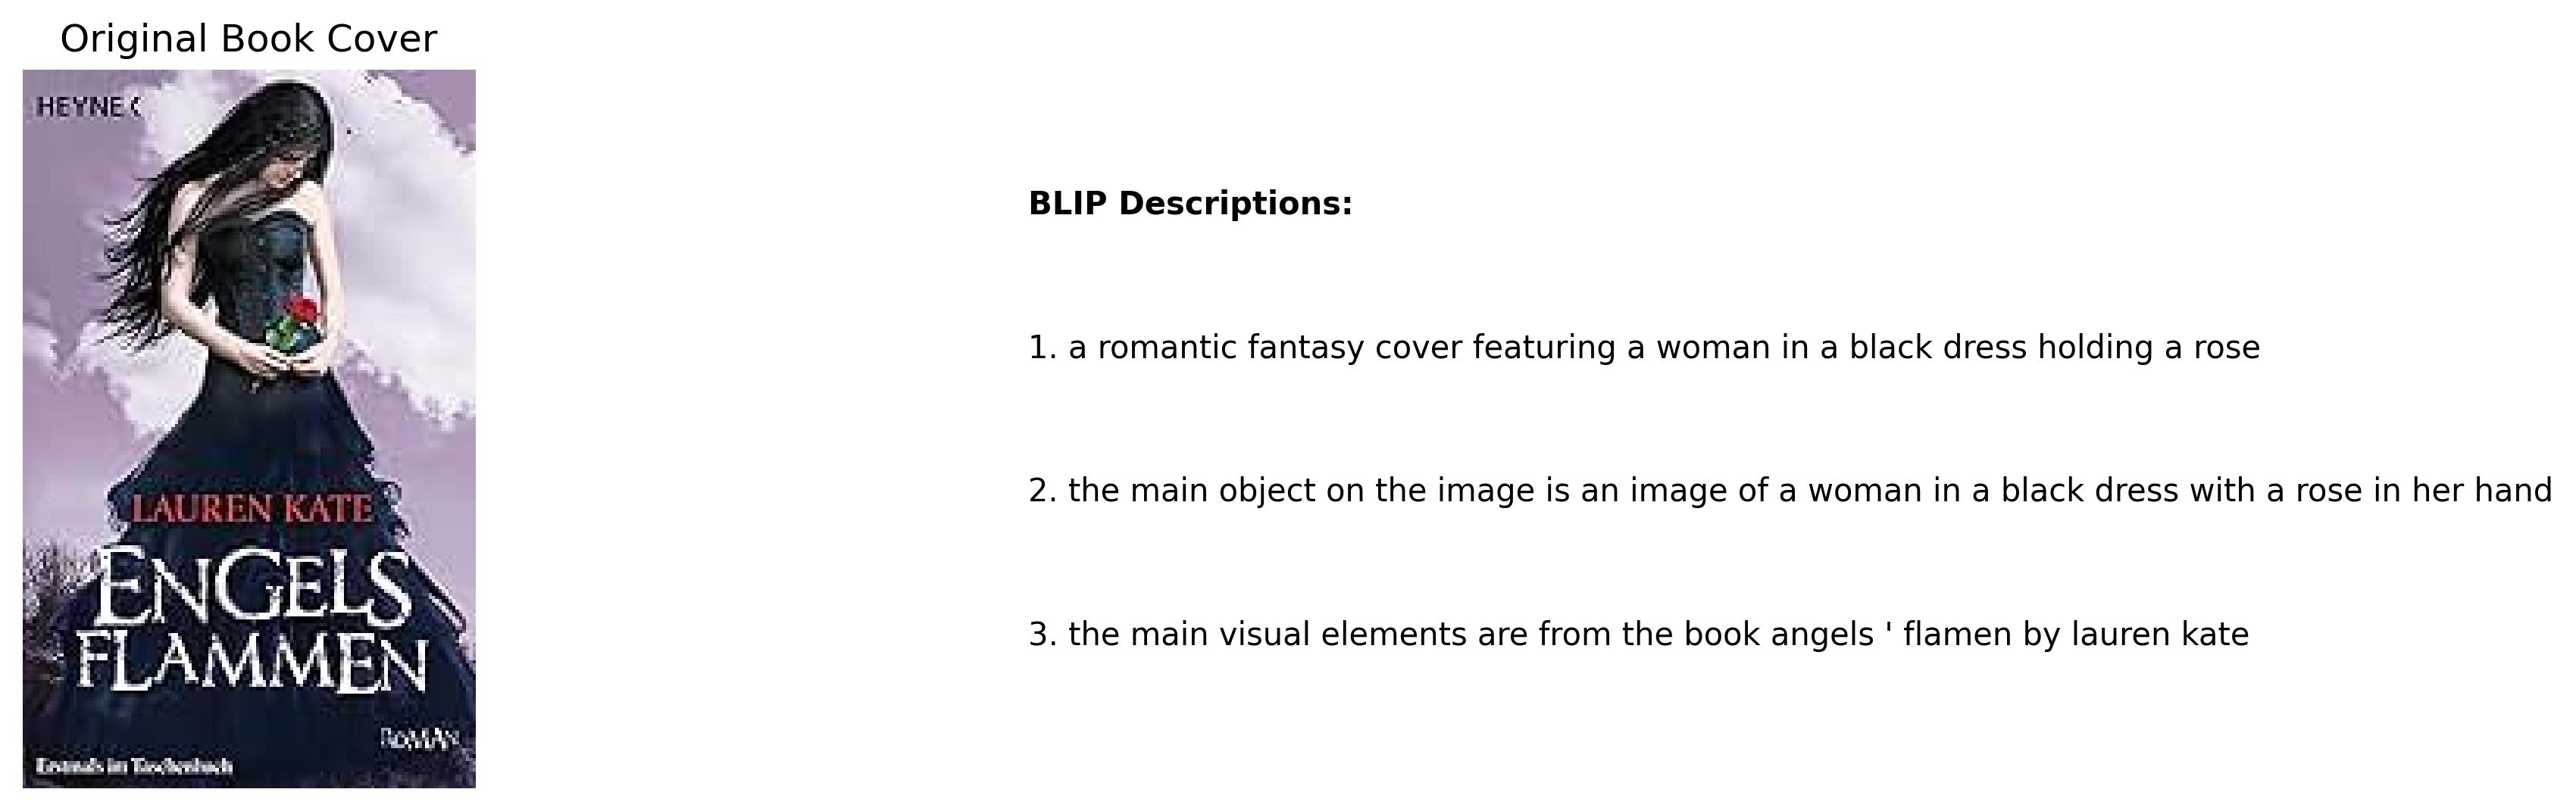 Original Book Cover
HEYNE <
LAUREN KATE
ENGELS
FLAMMEN
ROMAN
Erstmals im Taschenbuch
BLIP Descriptions:
1. a romantic fantasy cover featuring a woman in a black dress holding a rose
2. the main object on the image is an image of a woman in a black dress with a rose in her hand
3. the main visual elements are from the book angels ' flamen by lauren kate